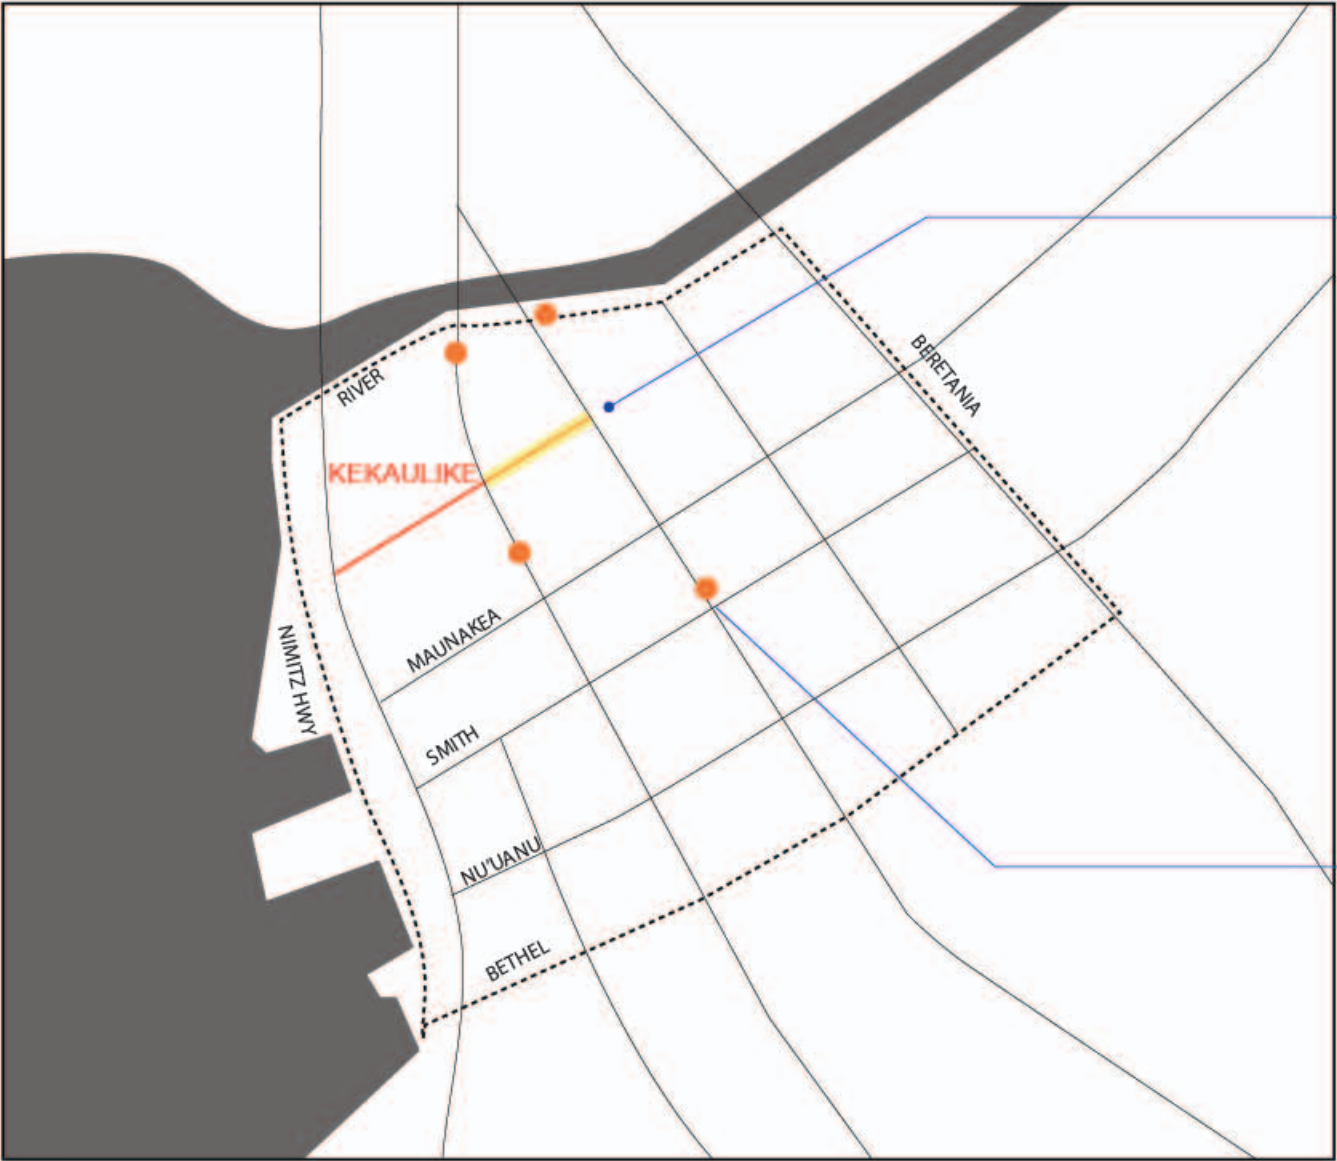 BERETANIA
RIVER
KEKAULIKE
MAUNAKEA
NIMITZ HWY
SMITH
NU'UANU
BETHEL